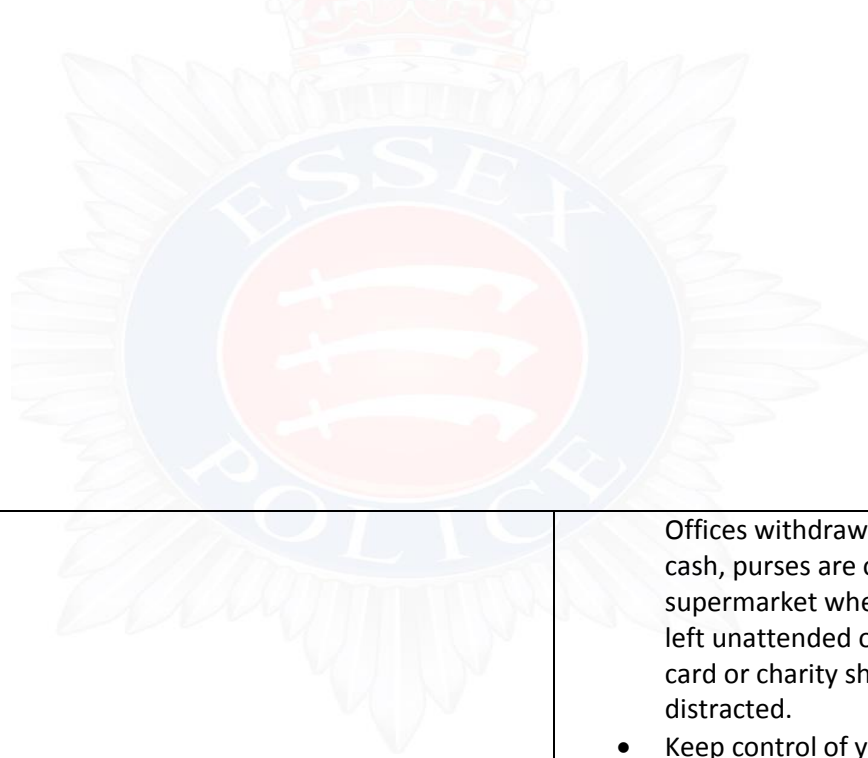 ESSEX
POLICE
Offices withdraw
cash, purses are
supermarket whe
left unattended
card or charity sh
distracted.
• Keep control of y